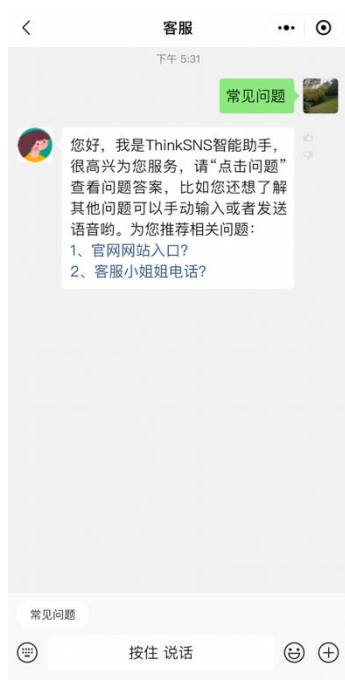 客服
下午 5:31
常见问题
您好，我是ThinkSNS智能助手，
很高兴为您服务，请“点击问题”
查看问题答案，比如您还想了解
其他问题可以手动输入或者发送
语音哟。为您推荐相关问题：
1、官网网站入口?
2、客服小姐姐电话?
常见问题
按住 说话